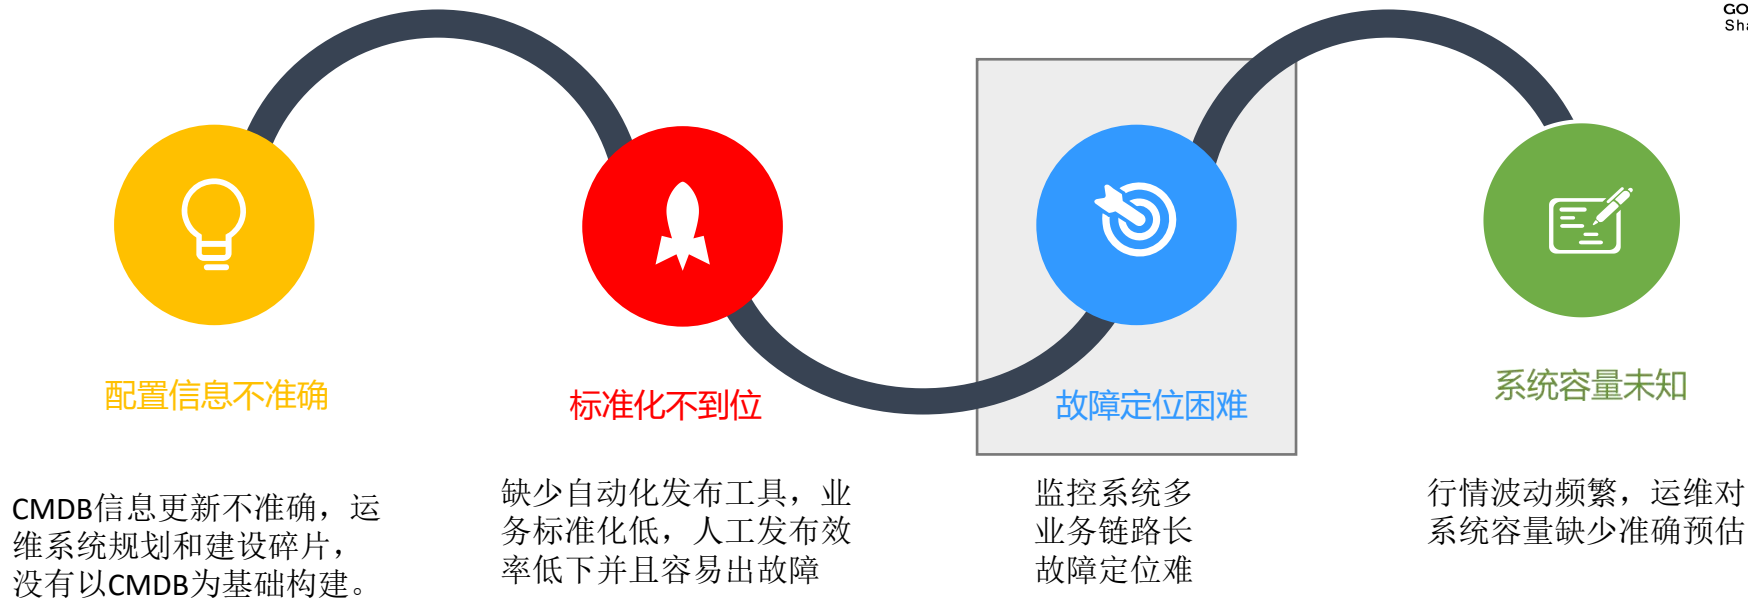 GO
Sha
配置信息不准确
CMDB信息更新不准确，运
维系统规划和建设碎片，
没有以CMDB为基础构建。
标准化不到位
缺少自动化发布工具，业
务标准化低，人工发布效
率低下并且容易出故障
故障定位困难
监控系统多
业务链路长
故障定位难
系统容量未知
行情波动频繁，运维对
系统容量缺少准确预估